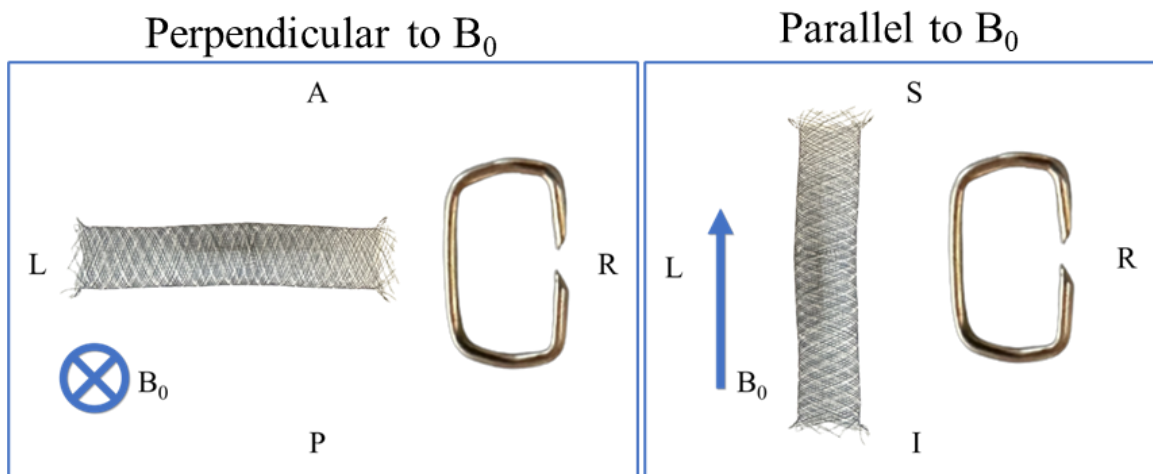 Perpendicular to B₀
Parallel to B₀
A
L
R
B₀
P
S
L
R
B₀
I